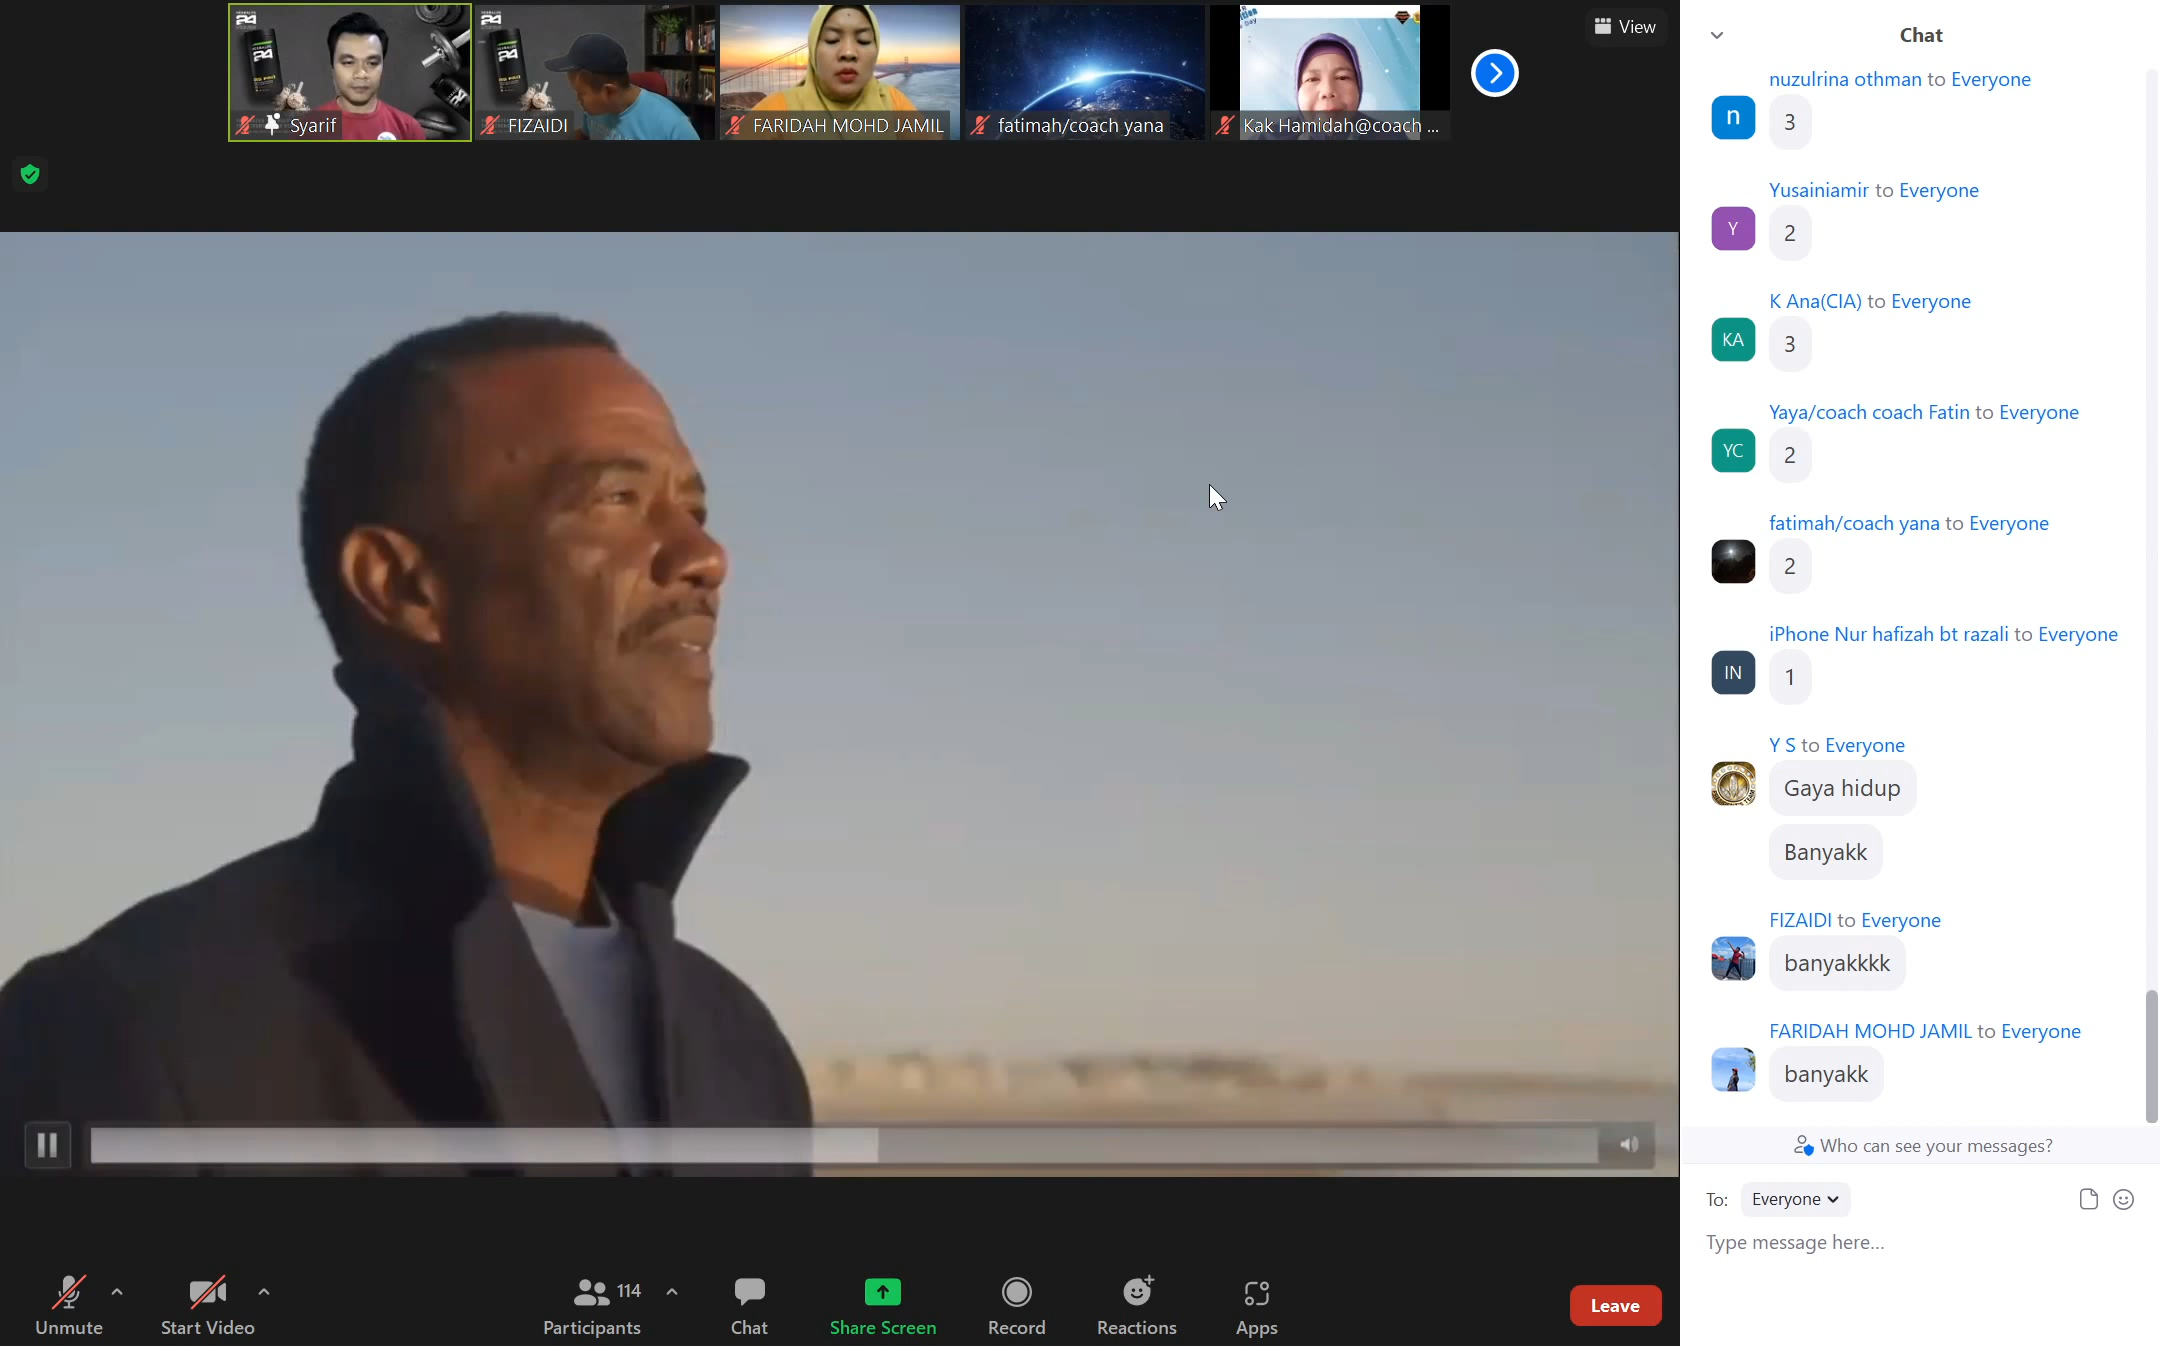 View
Syarif
FIZAIDI
FARIDAH MOHD JAMIL
fatimah/coach yana
Kak Hamidah@coach ...
Chat
nuzulrina othman to Everyone
n
3
Yusainiamir to Everyone
Y
2
K Ana(CIA) to Everyone
KA
3
Yaya/coach coach Fatin to Everyone
YC
2
fatimah/coach yana to Everyone
2
iPhone Nur hafizah bt razali to Everyone
IN
1
Y S to Everyone
Gaya hidup
Banyakk
FIZAIDI to Everyone
banyakkkk
FARIDAH MOHD JAMIL to Everyone
banyakk
Who can see your messages?
To: Everyone
Type message here...
Unmute
Start Video
114
Participants
Chat
Share Screen
Record
Reactions
Apps
Leave